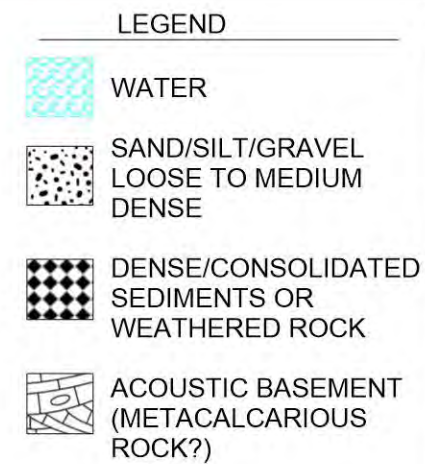 LEGEND
WATER
SAND/SILT/GRAVEL
LOOSE TO MEDIUM
DENSE
DENSE/CONSOLIDATED
SEDIMENTS OR
WEATHERED ROCK
ACOUSTIC BASEMENT
(METACALCARIOUS
ROCK?)